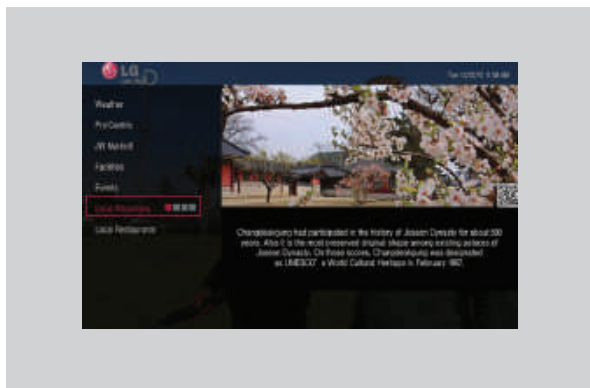 LG
Weather
Pro:Centric
JW Marriott
Facilities
Events
Local Attractions
Local Restaurants
Changdeokgung had participated in the history of Joseon Dynasty for about 500
years. Also it is the most preserved original shape among existing palaces of
Joseon Dynasty. On those scores, Changdeokgung was designated
as UNESCO' a World Cultural Heritage in February 1997.